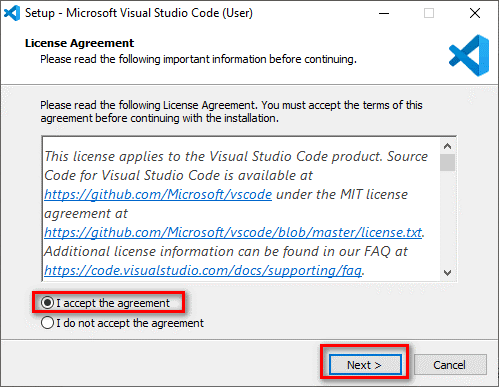 Setup - Microsoft Visual Studio Code (User)
License Agreement
Please read the following important information before continuing.
Please read the following License Agreement. You must accept the terms of this
agreement before continuing with the installation.
This license applies to the Visual Studio Code product. Source
Code for Visual Studio Code is available at
https://github.com/Microsoft/vscode under the MIT license
agreement at
https://github.com/Microsoft/vscode/blob/master/license.txt.
Additional license information can be found in our FAQ at
https://code.visualstudio.com/docs/supporting/faq.
I accept the agreement
I do not accept the agreement
Next >
Cancel